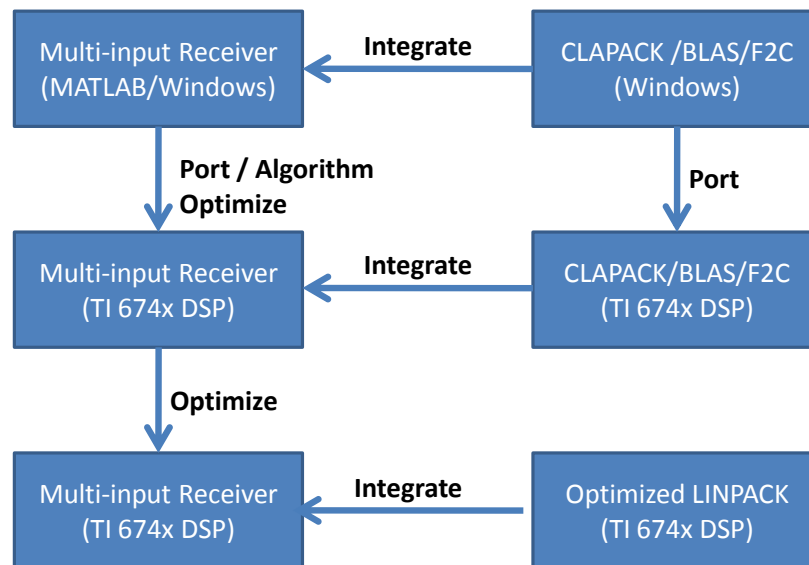 Multi-input Receiver
(MATLAB/Windows)
Integrate
CLAPACK /BLAS/F2C
(Windows)
Port / Algorithm
Optimize
Port
Multi-input Receiver
(TI 674x DSP)
Integrate
CLAPACK/BLAS/F2C
(TI 674x DSP)
Optimize
Multi-input Receiver
(TI 674x DSP)
Integrate
Optimized LINPACK
(TI 674x DSP)